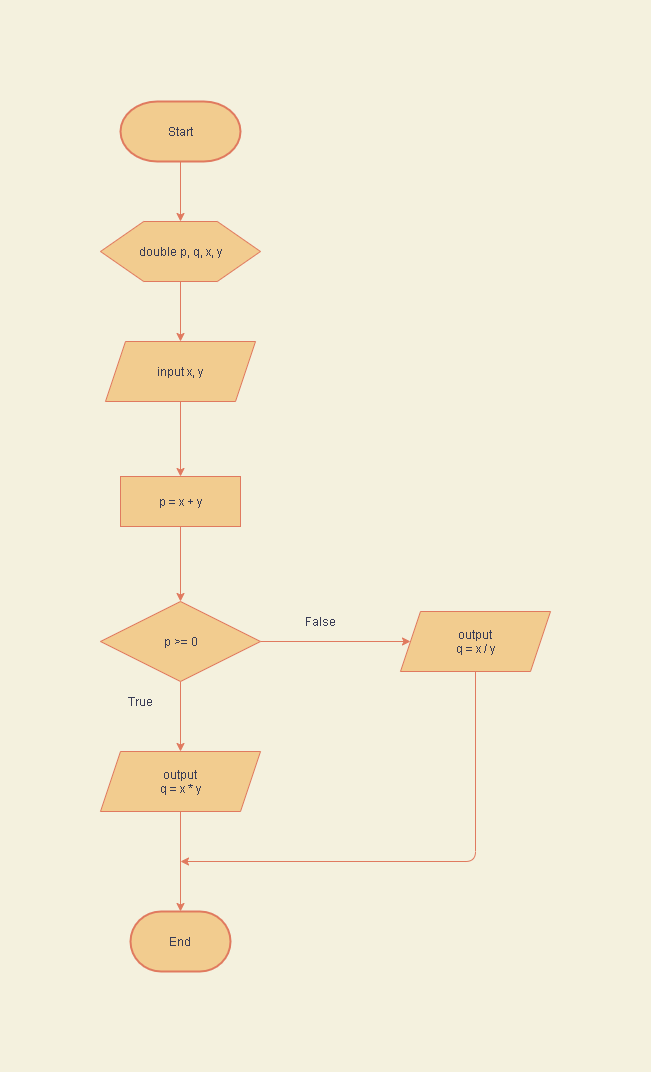 Start
double p, q, x, y
input x, y
p = x + y
p >= 0
False
output
q = x / y
True
output
q = x * y
End